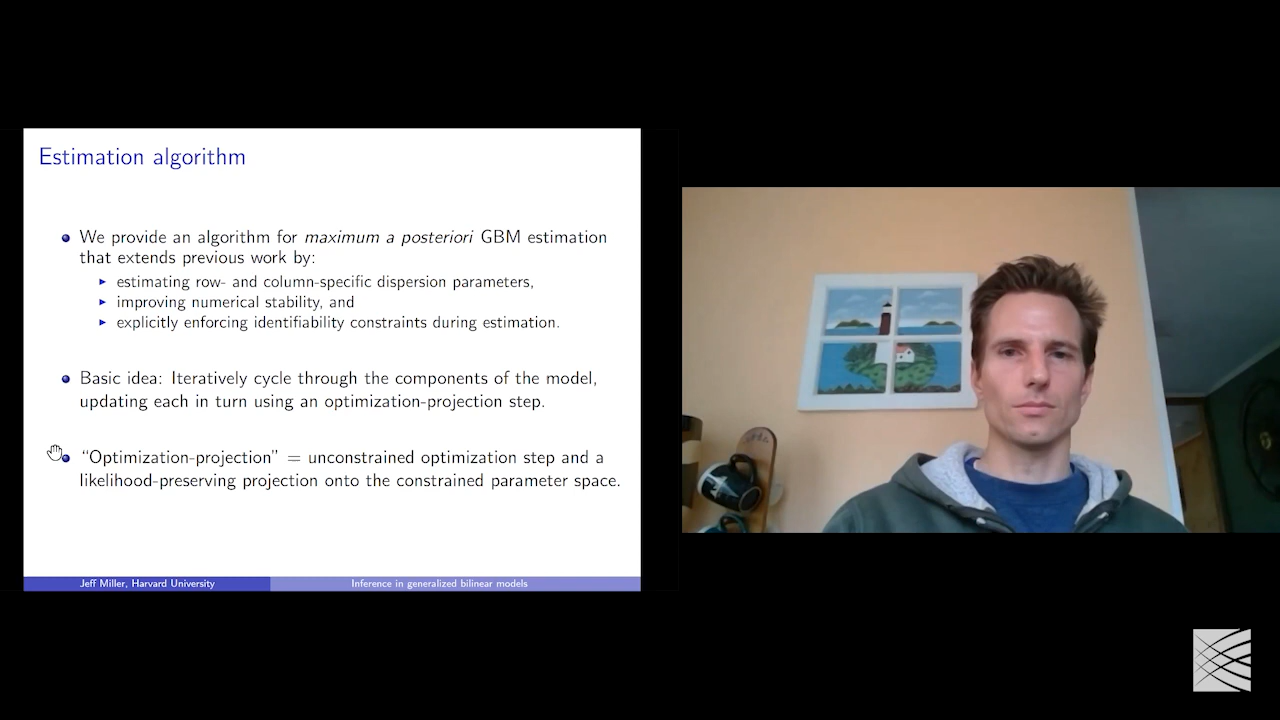 Estimation algorithm
We provide an algorithm for maximum a posteriori GBM estimation
that extends previous work by:
estimating row- and column-specific dispersion parameters,
improving numerical stability, and
explicitly enforcing identifiability constraints during estimation.
Basic idea: Iteratively cycle through the components of the model,
updating each in turn using an optimization-projection step.
“Optimization-projection” = unconstrained optimization step and a
likelihood-preserving projection onto the constrained parameter space.
Jeff Miller, Harvard University
Inference in generalized bilinear models